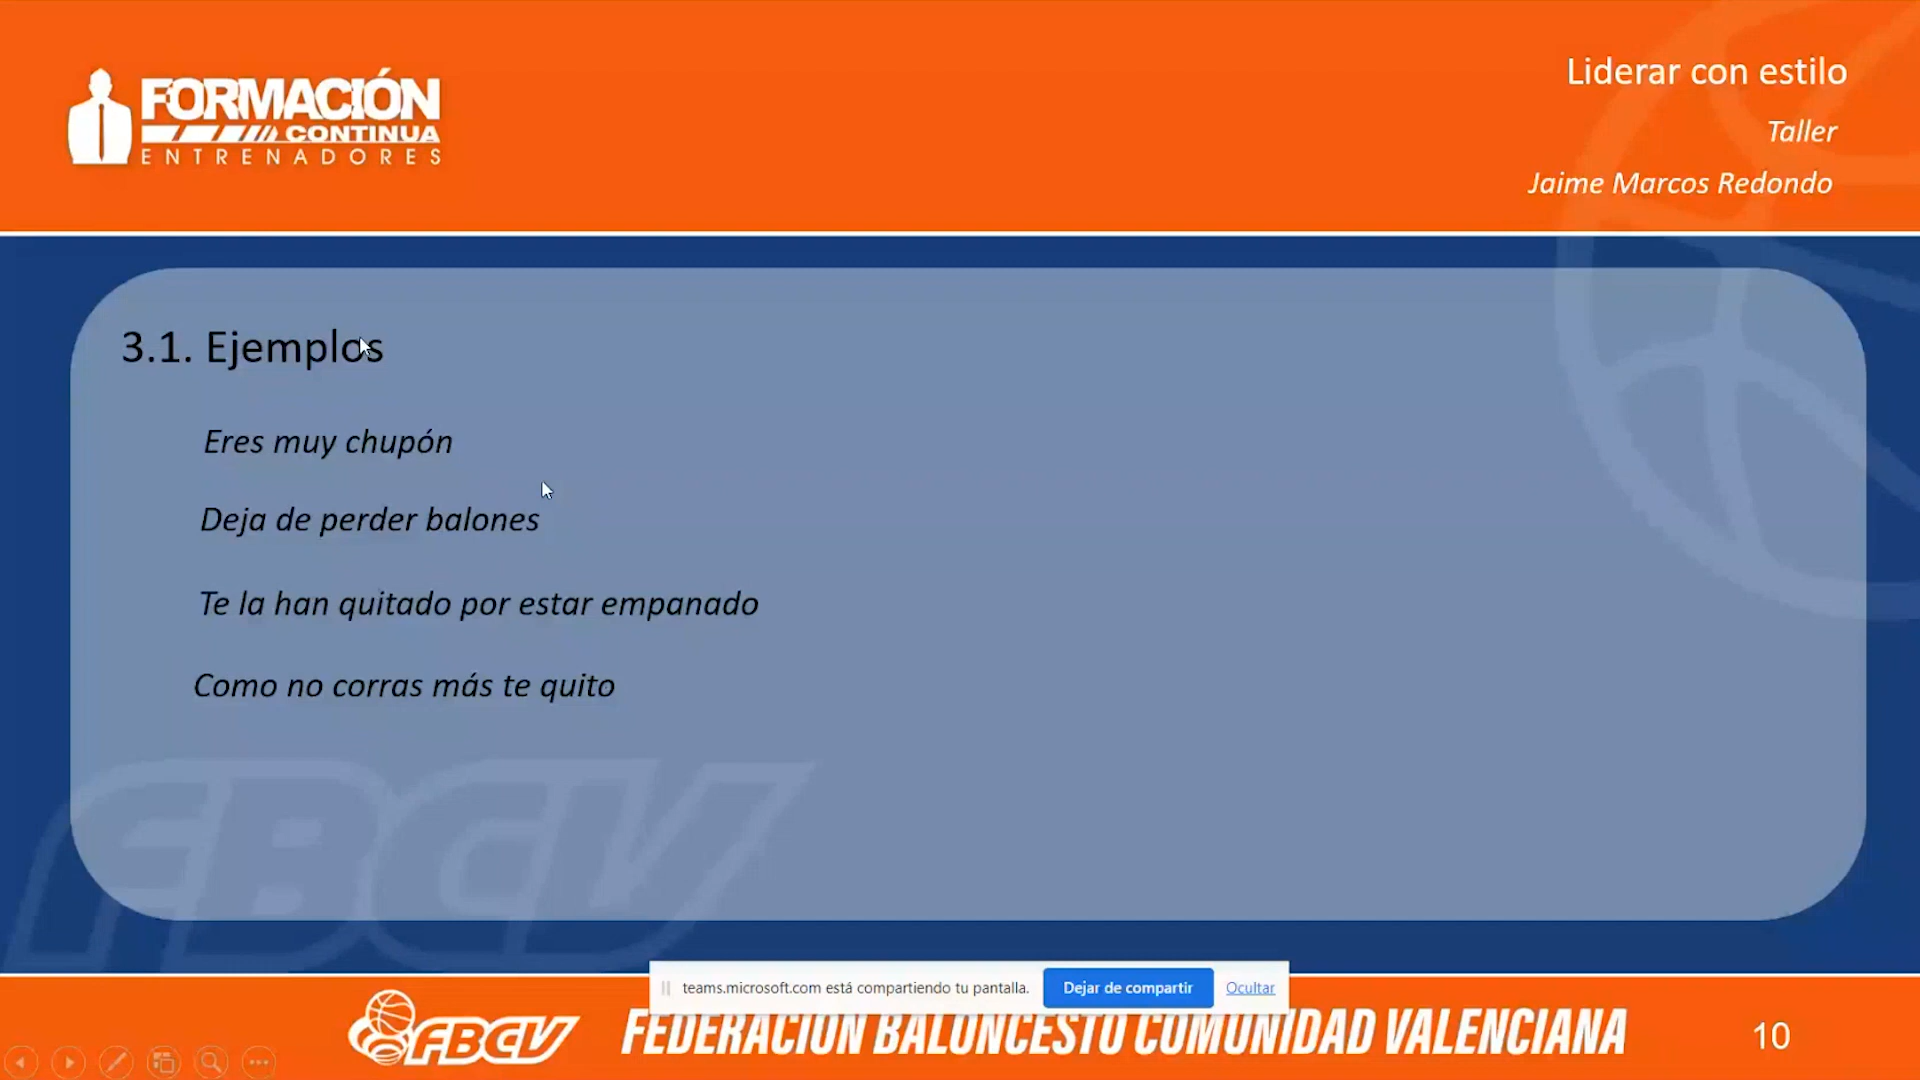 FORMACIÓN
CONTINUA
ENTRENADORES
Liderar con estilo
Taller
Jaime Marcos Redondo
3.1. Ejemplos
Eres muy chupón
Deja de perder balones
Te la han quitado por estar empanado
Como no corras más te quito
FBCV
teams.microsoft.com está compartiendo tu pantalla.
Dejar de compartir
Ocultar
FBCV
FEDERACIÓN BALONCESTO COMUNIDAD VALENCIANA
10